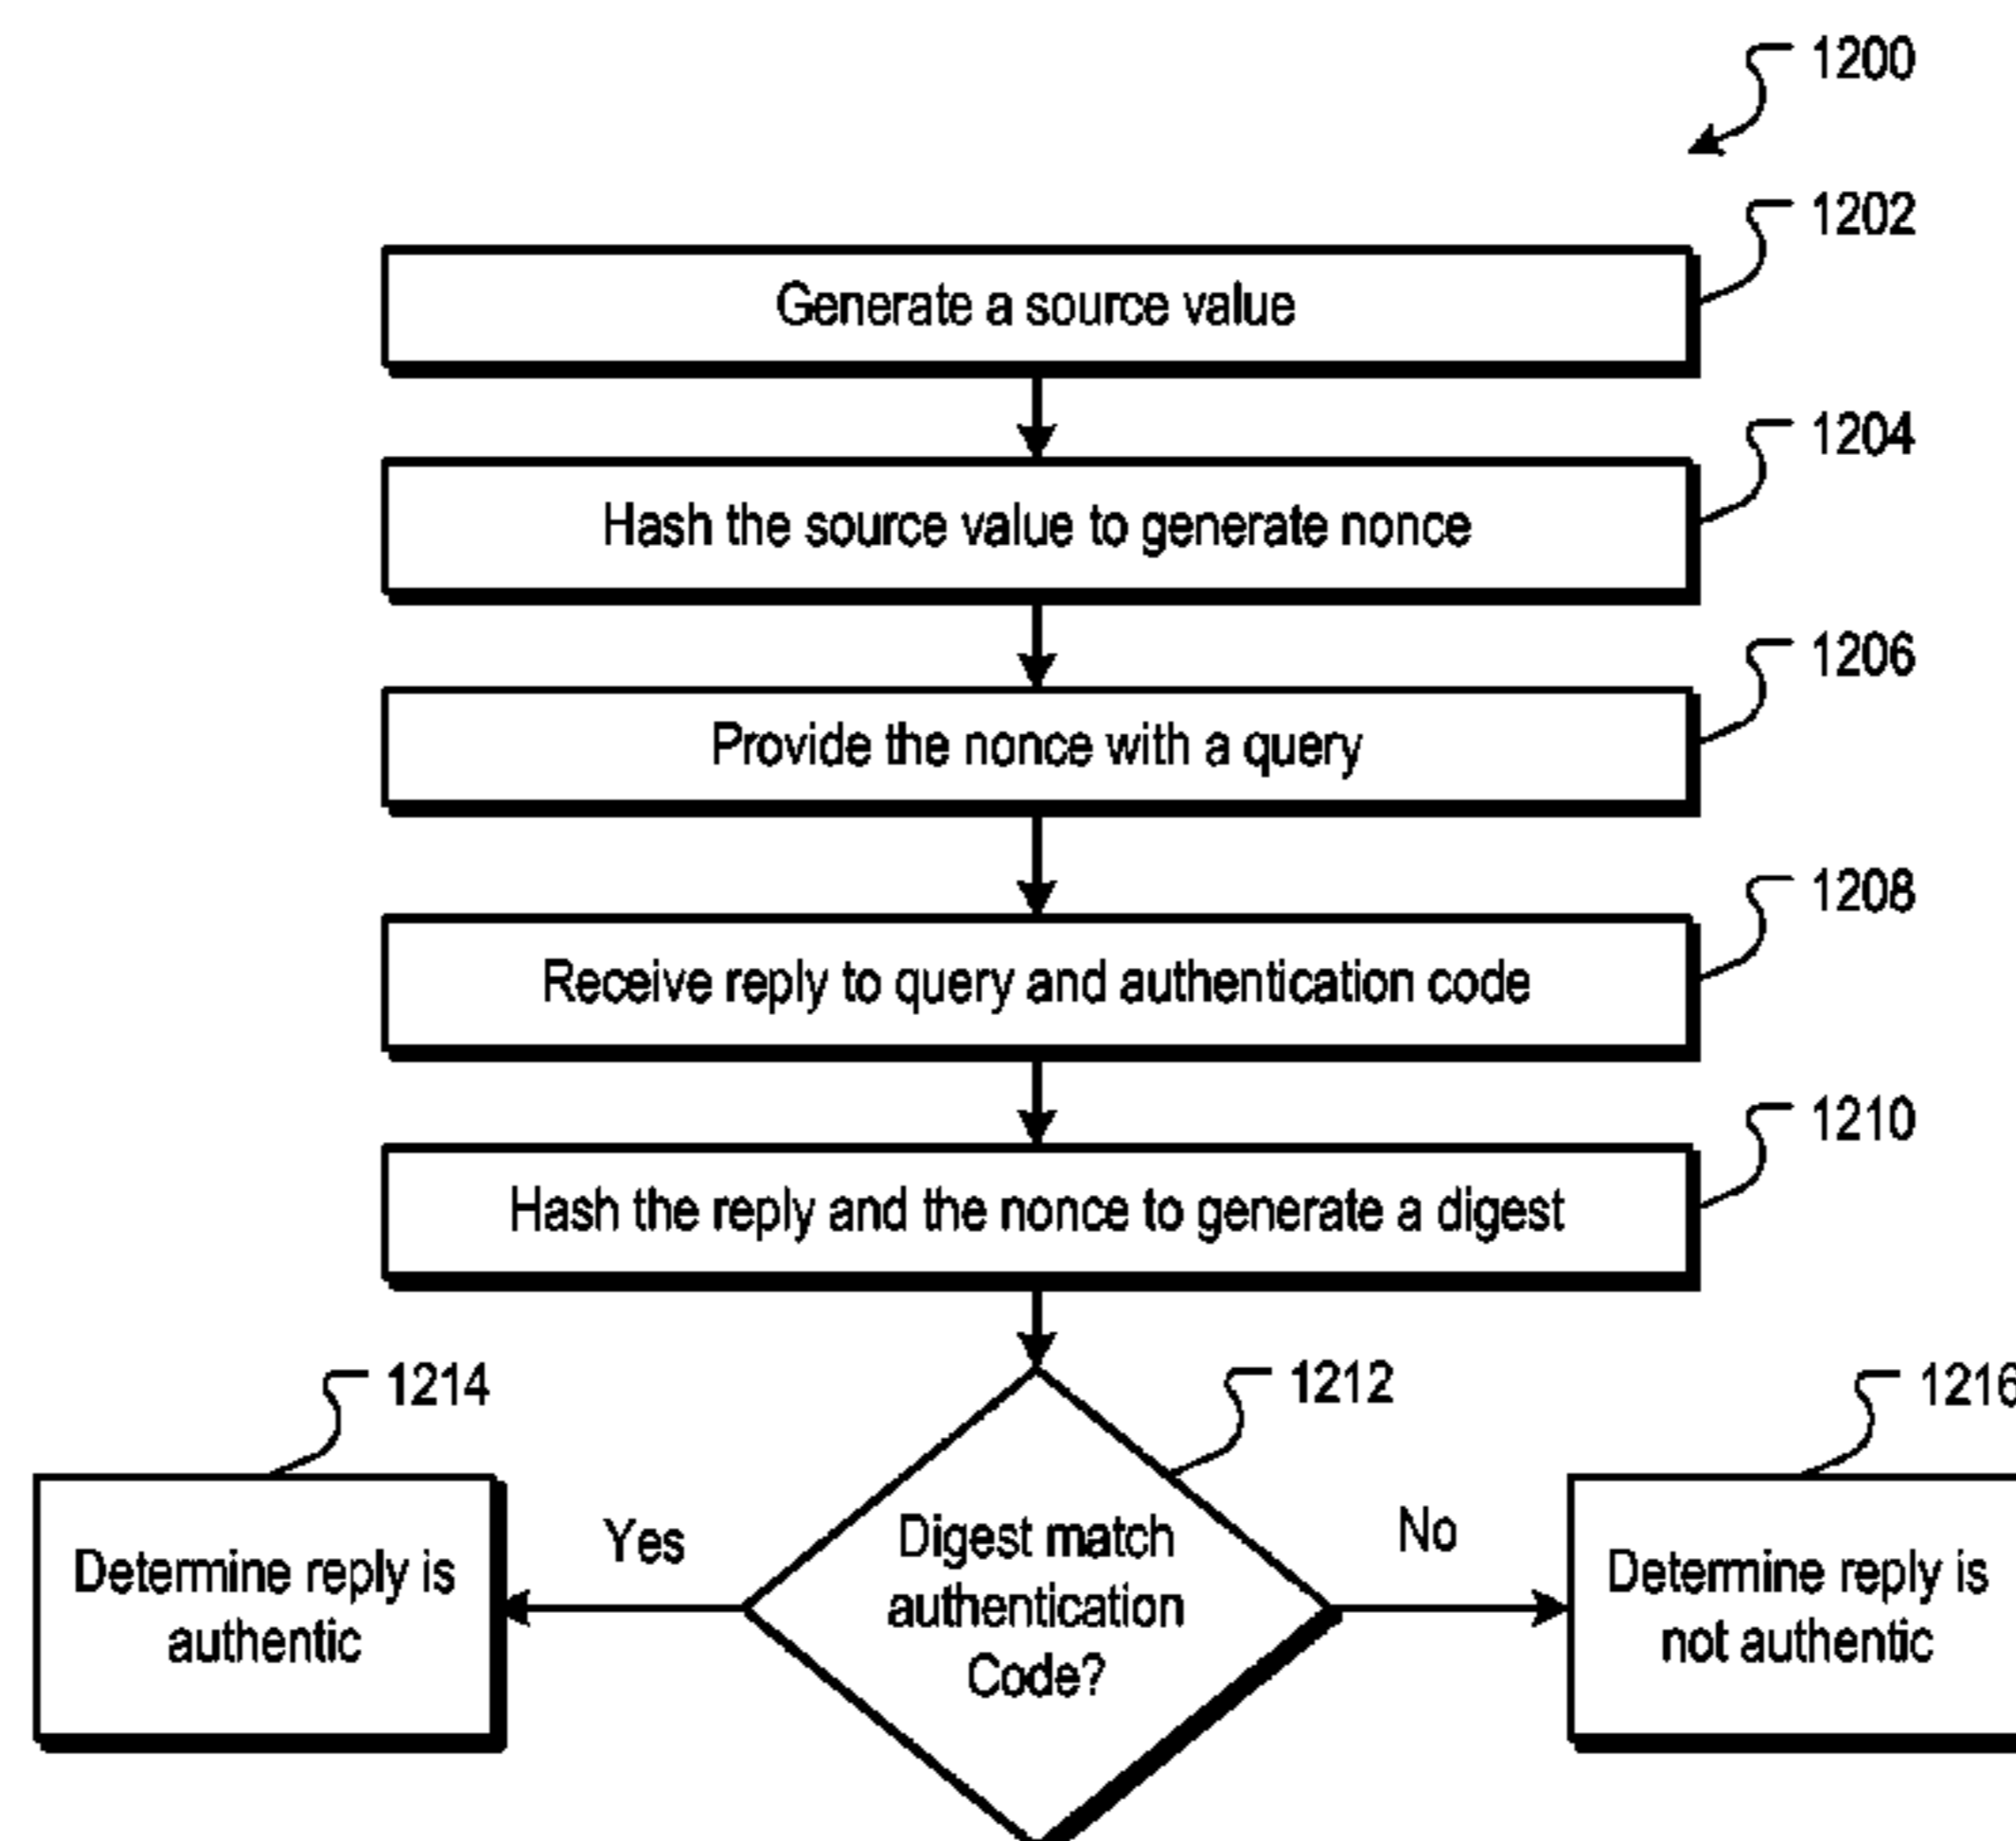 1200
1202
Generate a source value
1204
Hash the source value to generate nonce
1206
Provide the nonce with a query
1208
Receive reply to query and authentication code
1210
Hash the reply and the nonce to generate a digest
1214
1212
1216
Yes
No
Determine reply is
authentic
Digest match
authentication
Code?
Determine reply is
not authentic